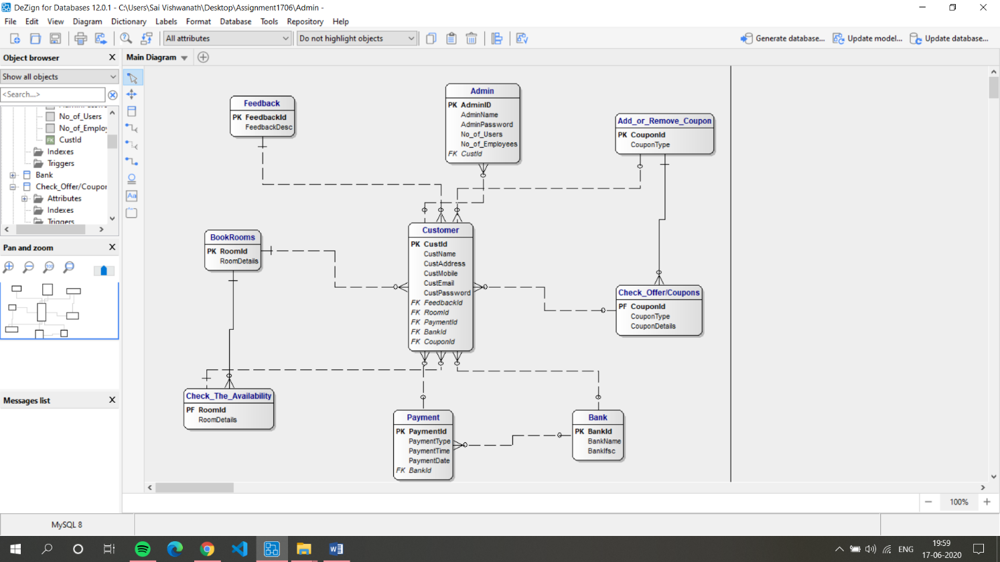 DeZign for Databases 12.0.1 - C:\Users\Sai Vishwanath\Desktop\Assignment1706\Admin -
File Edit View Diagram Dictionary Labels Format Database Tools Repository Help
All attributes
Do not highlight objects
Generate database...
Update model...
Update database...
Object browser
Show all objects
<Search...>
No_of_Users
No_of_Employ
FK CustId
Indexes
Triggers
Bank
Check_Offer/Coupor
Attributes
Indexes
Triggers
Pan and zoom
100
Messages list
Main Diagram
Aa
Feedback
PK FeedbackId
FeedbackDesc
Admin
PK AdminID
AdminName
AdminPassword
No_of_Users
No_of_Employees
FK CustId
Add_or_Remove_Coupon
PK CouponId
CouponType
BookRooms
PK RoomId
RoomDetails
Customer
PK CustId
CustName
CustAddress
CustMobile
CustEmail
CustPassword
FK FeedbackId
FK RoomId
FK PaymentId
FK BankId
FK CouponId
Check_Offer/Coupons
PF CouponId
CouponType
CouponDetails
Check_The_Availability
PF RoomId
RoomDetails
Payment
PK PaymentId
PaymentType
PaymentTime
PaymentDate
FK BankId
Bank
PK BankId
BankName
BankIfsc
100%
MySQL 8
ENG
19:59
17-06-2020